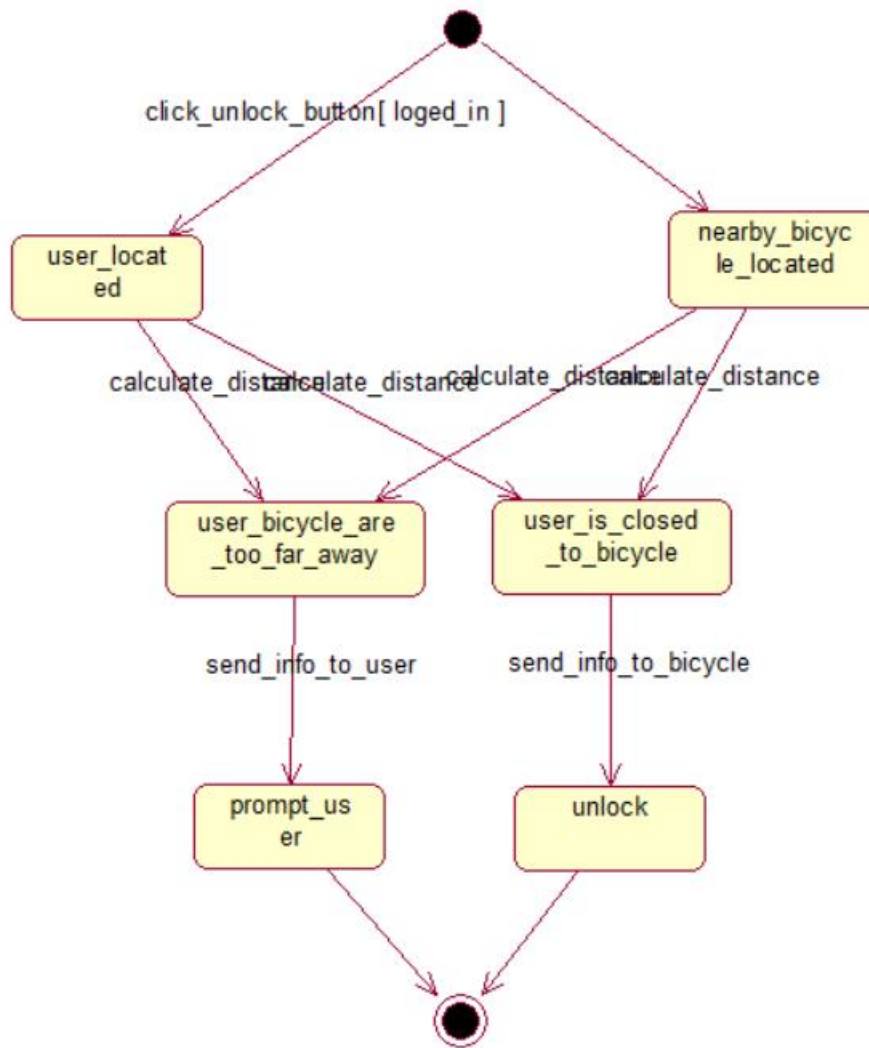 click_unlock_button[ loged_in ]
user_locat
ed
nearby_bicyc
le_located
calculate_distance
calculate_distance
calculate_distance
calculate_distance
user_bicycle_are
_too_far_away
user_is_closed
_to_bicycle
send_info_to_user
send_info_to_bicycle
prompt_us
er
unlock